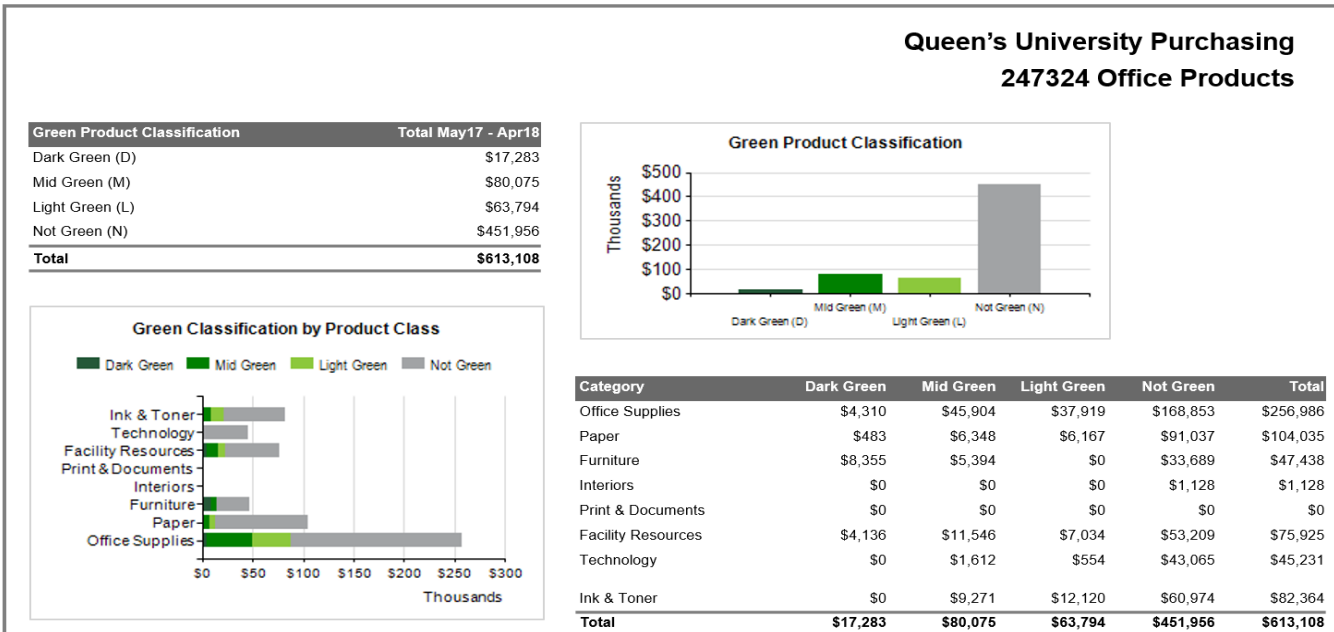 Queen's University Purchasing
247324 Office Products
Green Product Classification Total May17 - Apr18
Dark Green (D) $17,283
Mid Green (M) $80,075
Light Green (L) $63,794
Not Green (N) $451,956
Total $613,108
Green Product Classification
Thousands
$500
$400
$300
$200
$100
$0
Mid Green (M) Not Green (N)
Dark Green (D) Light Green (L)
Green Classification by Product Class
Dark Green Mid Green Light Green Not Green
Ink & Toner
Technology
Facility Resources
Print & Documents
Interiors
Furniture
Paper
Office Supplies
$0 $50 $100 $150 $200 $250 $300
Thousands
Category Dark Green Mid Green Light Green Not Green Total
Office Supplies $4,310 $45,904 $37,919 $168,853 $256,986
Paper $483 $6,348 $6,167 $91,037 $104,035
Furniture $8,355 $5,394 $0 $33,689 $47,438
Interiors $0 $0 $0 $1,128 $1,128
Print & Documents $0 $0 $0 $0 $0
Facility Resources $4,136 $11,546 $7,034 $53,209 $75,925
Technology $0 $1,612 $554 $43,065 $45,231
Ink & Toner $0 $9,271 $12,120 $60,974 $82,364
Total $17,283 $80,075 $63,794 $451,956 $613,108